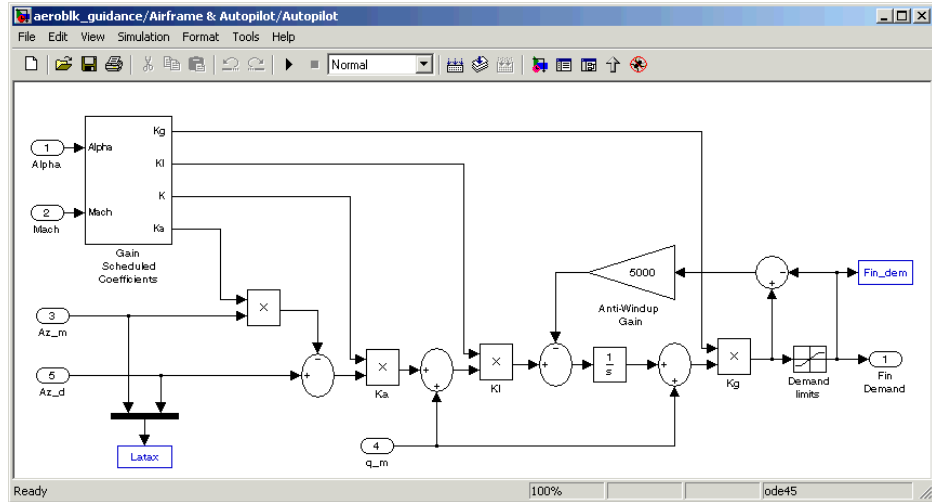 aeroblk_guidance/Airframe & Autopilot/Autopilot
File Edit View Simulation Format Tools Help
Normal
Kg
1
Alpha
Alpha
KI
K
2
Mach
Mach
Ka
Gain
Scheduled
Coefficients
5000
Anti-Windup
Gain
Fin_dem
3
Az_m
×
5
Az_d
×
Ka
×
KI
1
s
×
Kg
Demand
limits
1
Fin
Demand
4
q_m
Latax
Ready 100% ode45